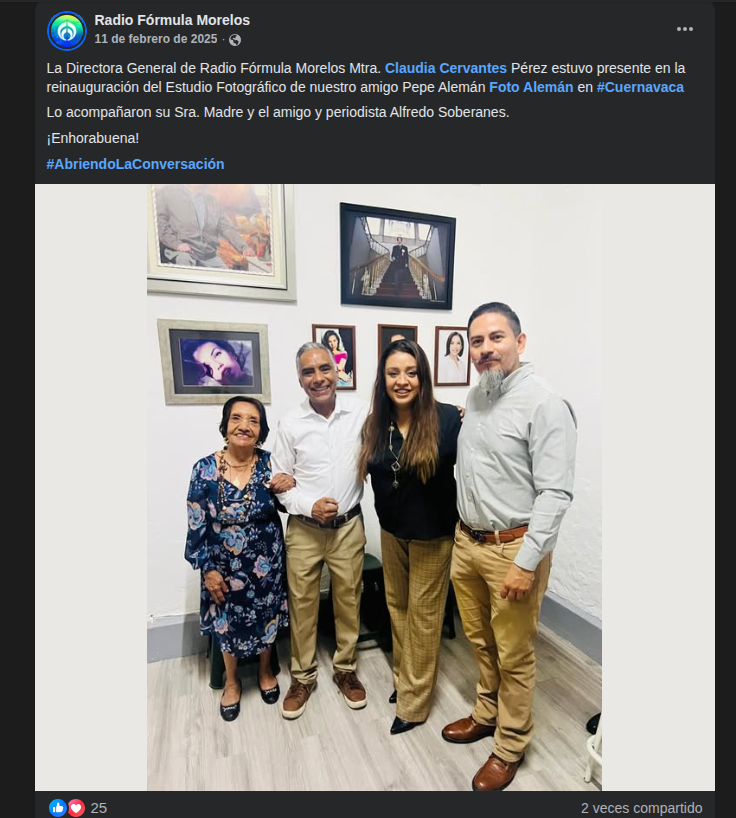 Radio Fórmula Morelos
11 de febrero de 2025 ·
La Directora General de Radio Fórmula Morelos Mtra. Claudia Cervantes Pérez estuvo presente en la
reinauguración del Estudio Fotográfico de nuestro amigo Pepe Alemán Foto Alemán en #Cuernavaca
Lo acompañaron su Sra. Madre y el amigo y periodista Alfredo Soberanes.
¡Enhorabuena!
#AbriendoLaConversación
25
2 veces compartido